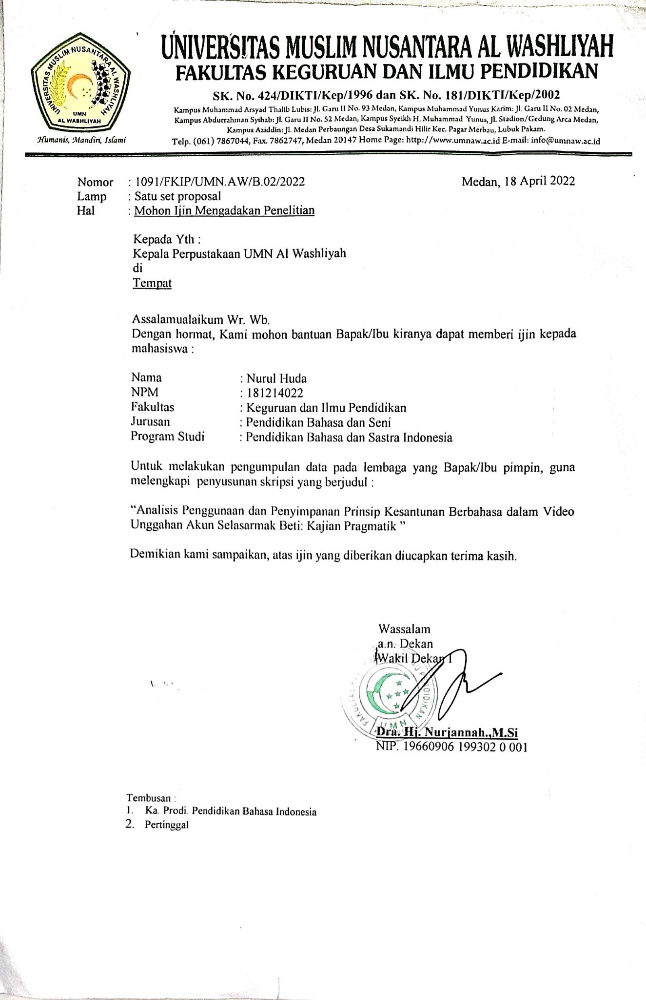 UNIVERSITAS MUSLIM NUSANTARA AL WASHLIYAH
UMN
AL WASHLIYAH
Humanis, Mandiri, Islami
UNIVERSITAS MUSLIM NUSANTARA AL WASHLIYAH
FAKULTAS KEGURUAN DAN ILMU PENDIDIKAN
SK. No. 424/DIKTI/Kep/1996 dan SK. No. 181/DIKTI/Kep/2002
Kampus Muhammad Arsyad Thalib Lubis: Jl. Garu II No. 93 Medan, Kampus Muhammad Yunus Karim: Jl. Garu II No. 02 Medan,
Kampus Abdurrahman Syihab: Jl. Garu II No. 52 Medan, Kampus Syeikh H. Muhammad Yunus, Jl. Stadion/Gedung Arca Medan,
Kampus Aziddin: Jl. Medan Perbaungan Desa Sukamandi Hilir Kec. Pagar Merbau, Lubuk Pakam.
Telp. (061) 7867044, Fax. 7862747, Medan 20147 Home Page: http://www.umnaw.ac.id E-mail: info@umnaw.ac.id
Nomor : 1091/FKIP/UMN.AW/B.02/2022 Medan, 18 April 2022
Lamp : Satu set proposal
Hal : Mohon Ijin Mengadakan Penelitian
Kepada Yth :
Kepala Perpustakaan UMN Al Washliyah
di
Tempat
Assalamualaikum Wr. Wb.
Dengan hormat, Kami mohon bantuan Bapak/Ibu kiranya dapat memberi ijin kepada
mahasiswa :
Nama : Nurul Huda
NPM : 181214022
Fakultas : Keguruan dan Ilmu Pendidikan
Jurusan : Pendidikan Bahasa dan Seni
Program Studi : Pendidikan Bahasa dan Sastra Indonesia
Untuk melakukan pengumpulan data pada lembaga yang Bapak/Ibu pimpin, guna
melengkapi penyusunan skripsi yang berjudul :
“Analisis Penggunaan dan Penyimpanan Prinsip Kesantunan Berbahasa dalam Video
Unggahan Akun Selasarmak Beti: Kajian Pragmatik ”
Demikian kami sampaikan, atas ijin yang diberikan diucapkan terima kasih.
Wassalam
a.n. Dekan
Wakil Dekan I
UMN
Dra. Hj. Nurjannah.,M.Si
NIP. 19660906 199302 0 001
Tembusan :
1. Ka. Prodi. Pendidikan Bahasa Indonesia
2. Pertinggal